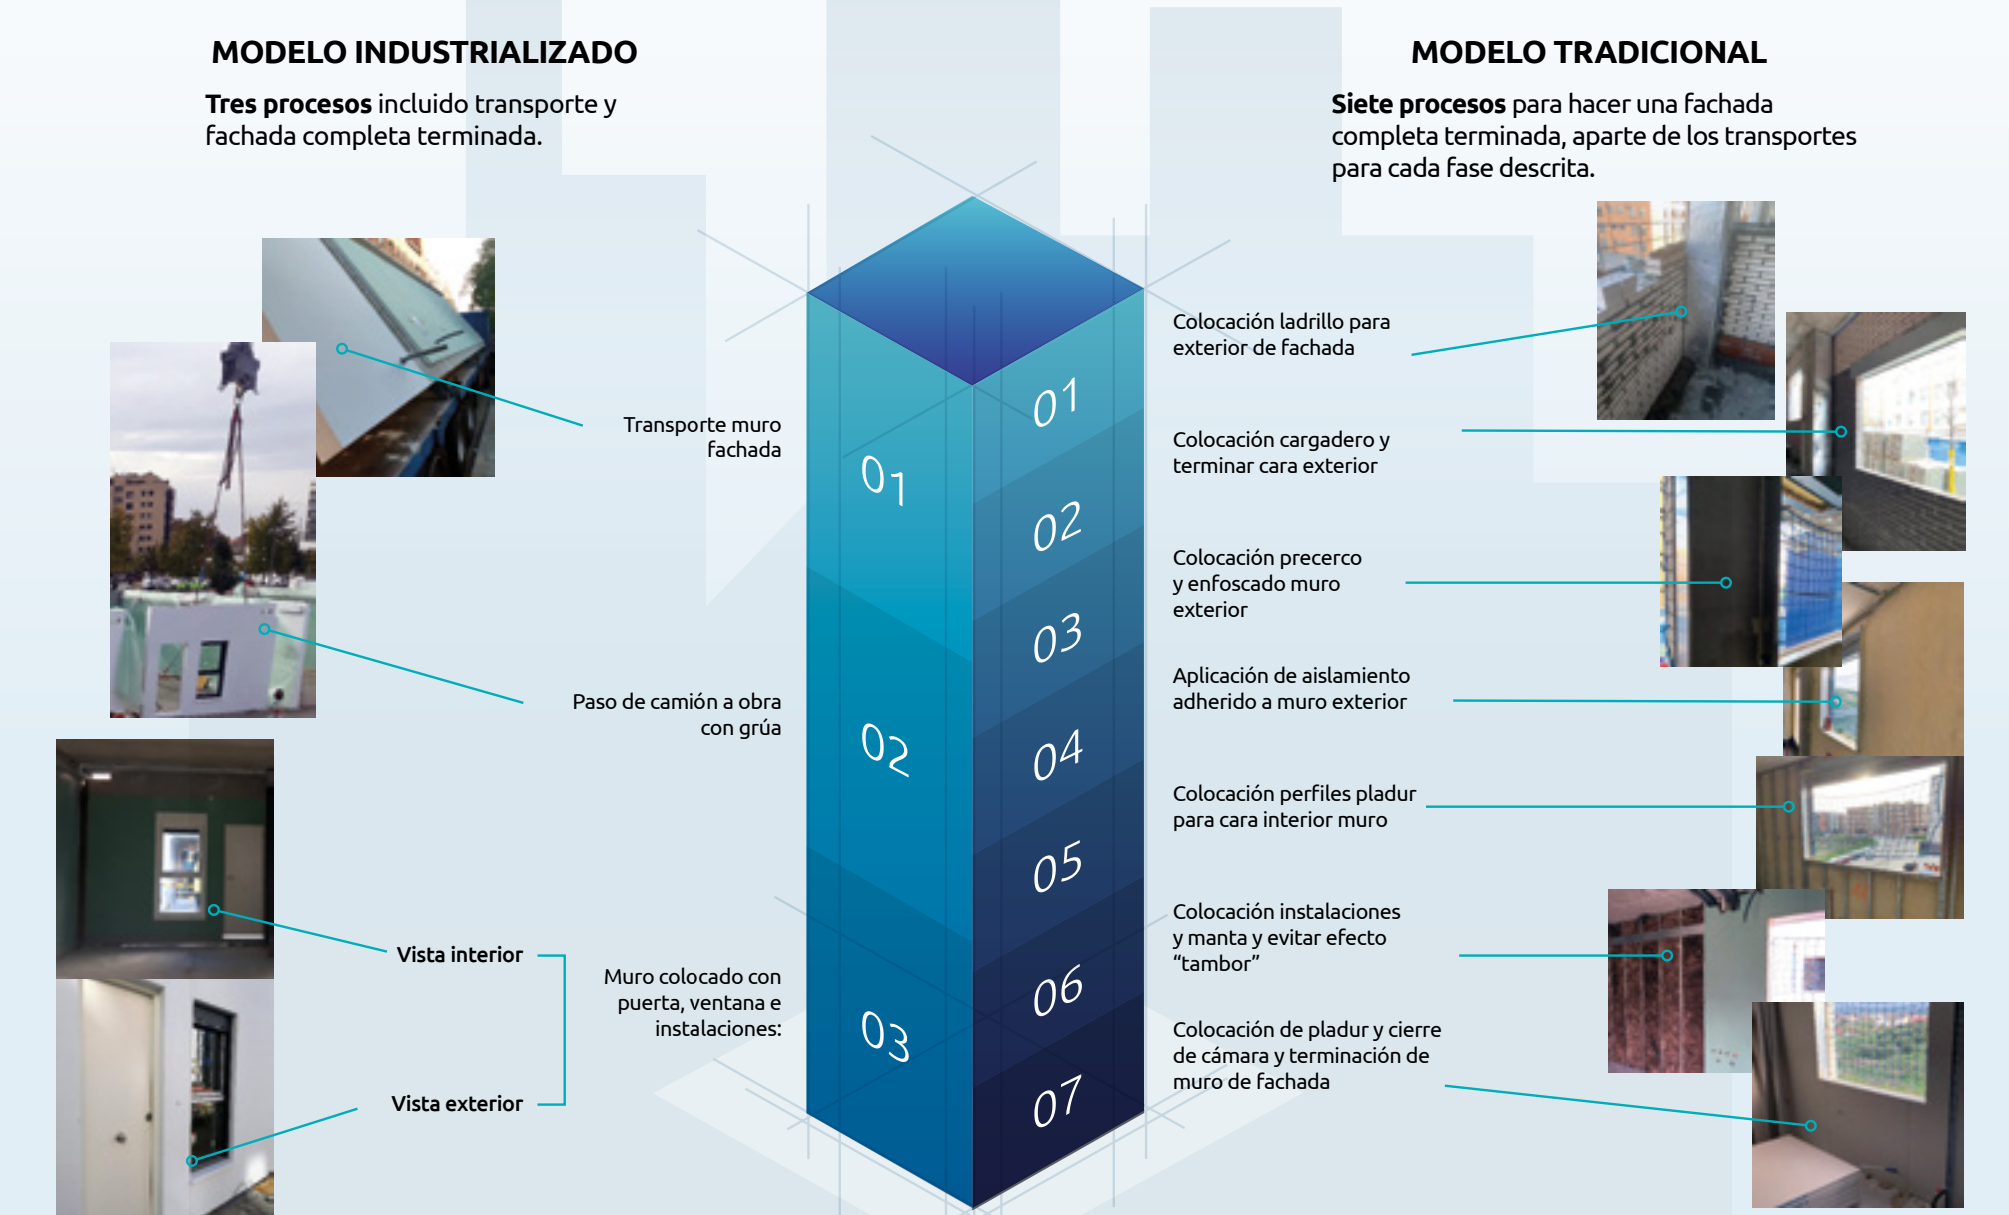 MODELO INDUSTRIALIZADO
Tres procesos incluido transporte y
fachada completa terminada.
Transporte muro
fachada
01
Paso de camión a obra
con grúa
02
Vista interior
Muro colocado con
puerta, ventana e
instalaciones:
03
Vista exterior
MODELO TRADICIONAL
Siete procesos para hacer una fachada
completa terminada, aparte de los transportes
para cada fase descrita.
01
Colocación ladrillo para
exterior de fachada
02
Colocación cargadero y
terminar cara exterior
03
Colocación precerco
y enfoscado muro
exterior
04
Aplicación de aislamiento
adherido a muro exterior
05
Colocación perfiles pladur
para cara interior muro
06
Colocación instalaciones
y manta y evitar efecto
“tambor”
07
Colocación de pladur y cierre
de cámara y terminación de
muro de fachada